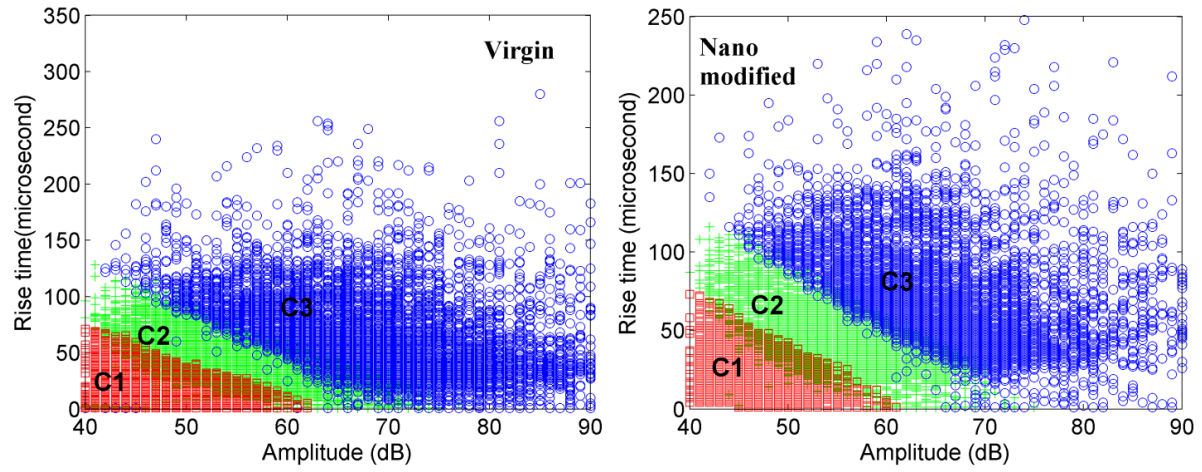 Virgin
Rise time(microsecond)
350
300
250
200
150
100
50
0
C1
C2
C3
40
50
60
70
80
90
Amplitude (dB)
Nano
modified
Rise time (microsecond)
250
200
150
100
50
0
C1
C2
C3
40
50
60
70
80
90
Amplitude (dB)